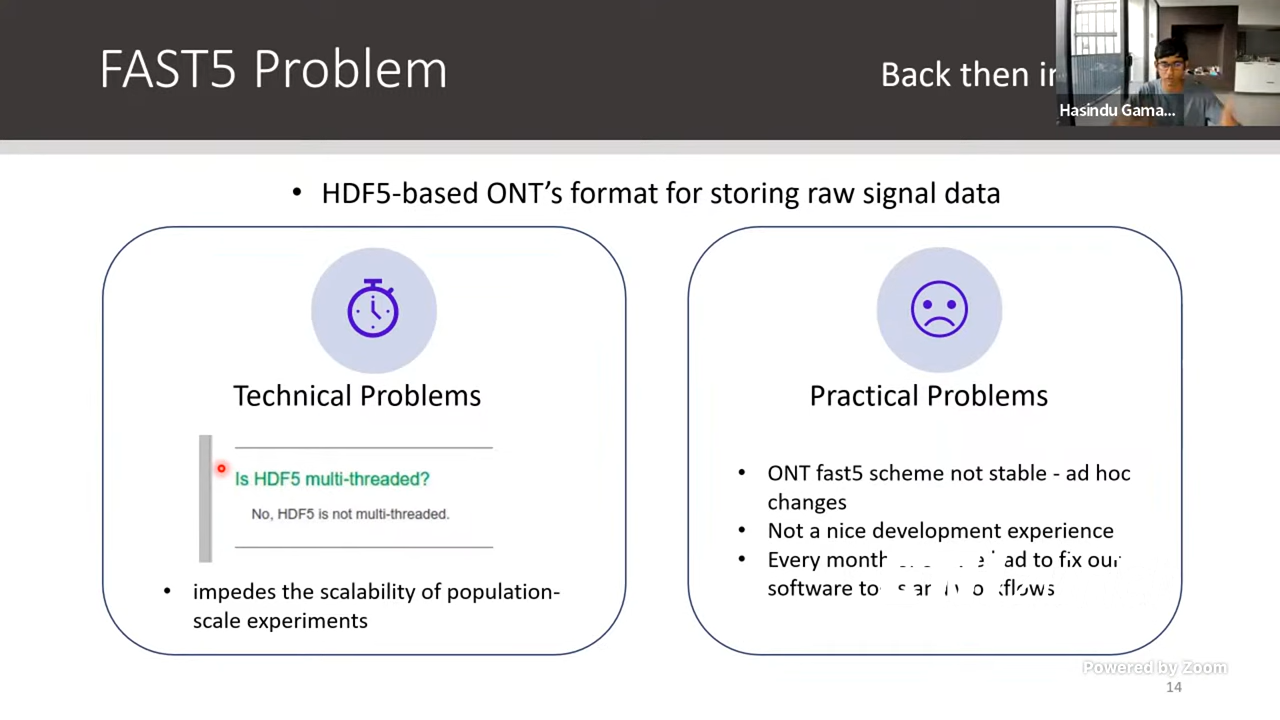 FAST5 Problem
Back then
Hasindu Gama...
• HDF5-based ONT’s format for storing raw signal data
Technical Problems
Is HDF5 multi-threaded?
No, HDF5 is not multi-threaded.
• impedes the scalability of population-
scale experiments
Practical Problems
• ONT fast5 scheme not stable - ad hoc
changes
• Not a nice development experience
• Every month to fix our
software
Powered by Zoom
14